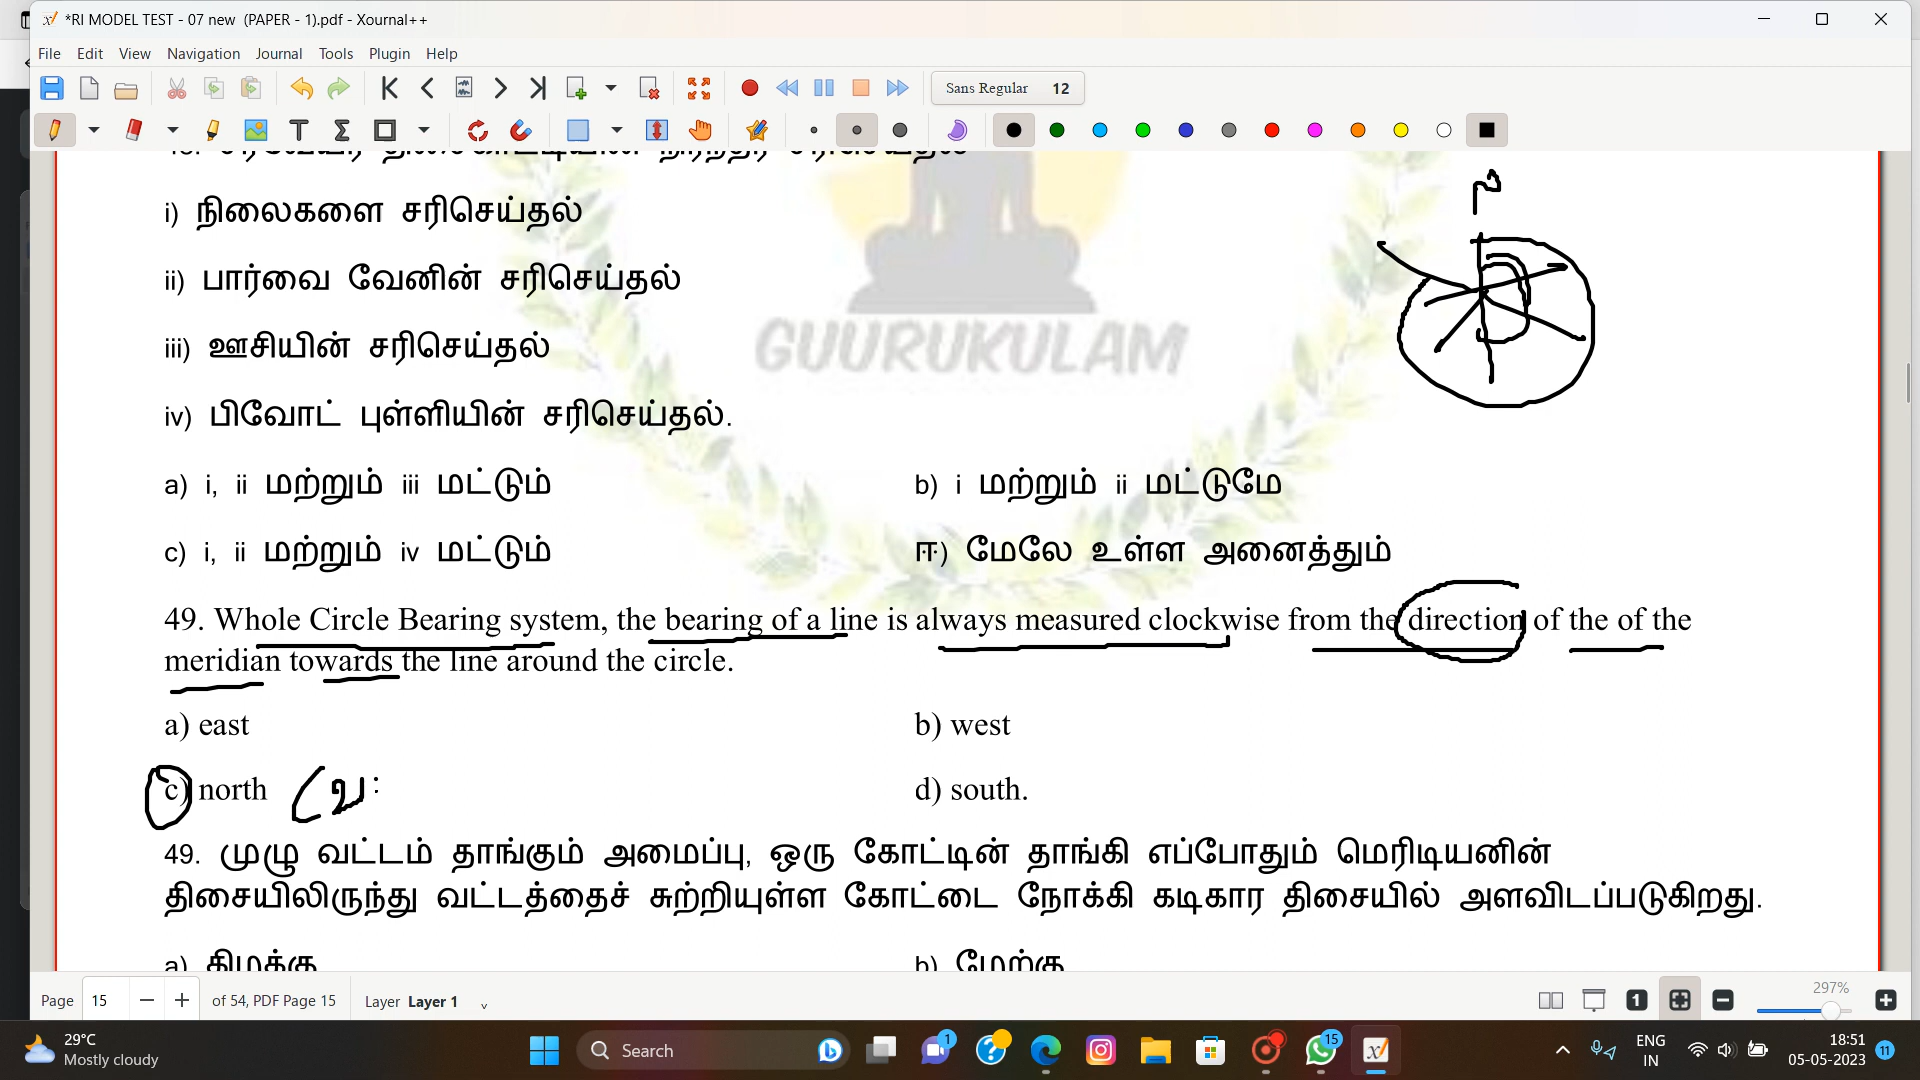 *RI MODEL TEST - 07 new (PAPER - 1).pdf - Xournal++
File Edit View Navigation Journal Tools Plugin Help
Sans Regular 12
i) நிலைகளை சரிசெய்தல்
ii) பார்வை வேனின் சரிசெய்தல்
iii) ஊசியின் சரிசெய்தல்
iv) பிவோட் புள்ளியின் சரிசெய்தல்.
GUURUKULAM
a) i, ii மற்றும் iii மட்டும் b) i மற்றும் ii மட்டுமே
c) i, ii மற்றும் iv மட்டும் ஈ) மேலே உள்ள அனைத்தும்
49. Whole Circle Bearing system, the bearing of a line is always measured clockwise from the direction of the of the
meridian towards the line around the circle.
a) east b) west
c) north d) south.
49. முழு வட்டம் தாங்கும் அமைப்பு, ஒரு கோட்டின் தாங்கி எப்போதும் மெரிடியனின்
திசையிலிருந்து வட்டத்தைச் சுற்றியுள்ள கோட்டை நோக்கி கடிகார திசையில் அளவிடப்படுகிறது.
a) கிழக்கு b) மேற்கு
Page 15 of 54, PDF Page 15 Layer Layer 1 297%
29°C
Mostly cloudy
Search
1
15
ENG
IN
18:51
05-05-2023
11